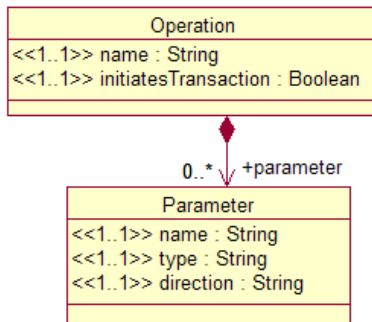 Operation
<<1..1>> name : String
<<1..1>> initiatesTransaction : Boolean
0..* +parameter
Parameter
<<1..1>> name : String
<<1..1>> type : String
<<1..1>> direction : String